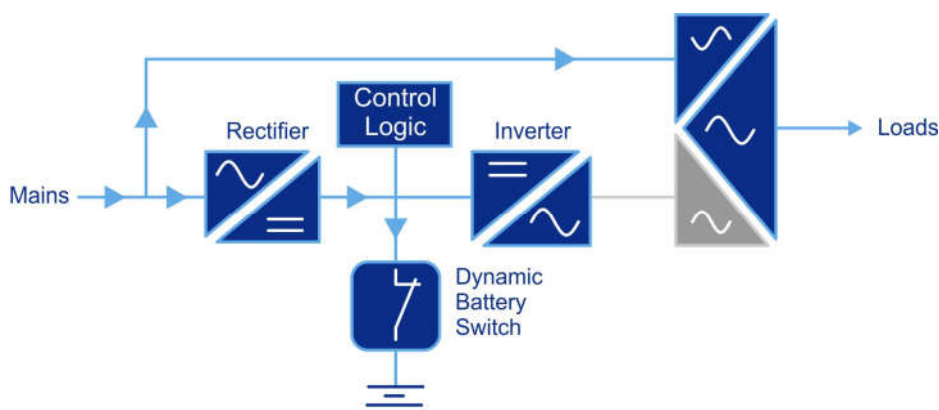 Control
Logic
Rectifier
Inverter
Loads
Mains
Dynamic
Battery
Switch